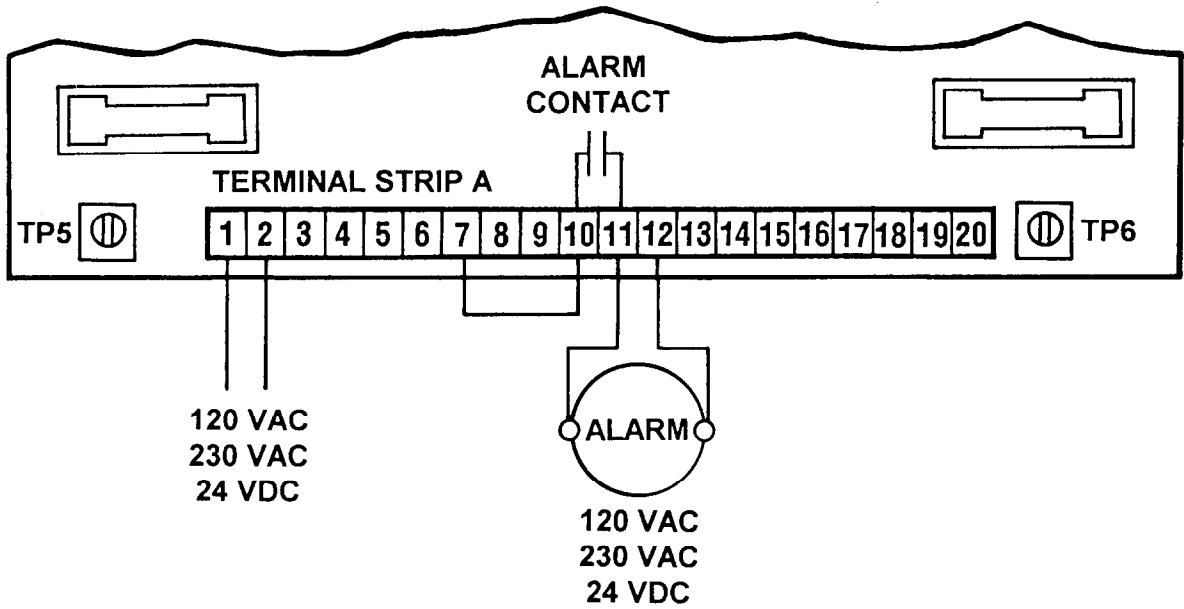 ALARM
CONTACT
TERMINAL STRIP A
TP5 1 2 3 4 5 6 7 8 9 10 11 12 13 14 15 16 17 18 19 20 TP6
120 VAC
230 VAC
24 VDC
ALARM
120 VAC
230 VAC
24 VDC